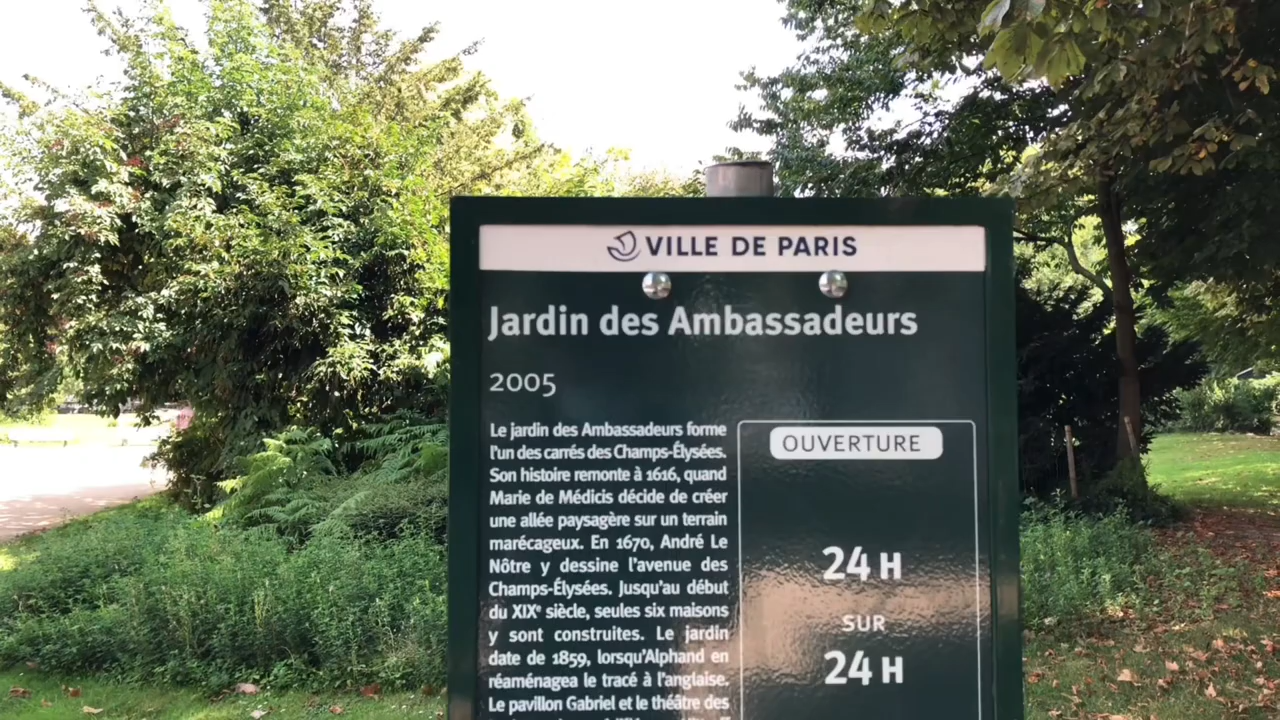 VILLE DE PARIS
Jardin des Ambassadeurs
2005
Le jardin des Ambassadeurs forme
l'un des carrés des Champs-Élysées.
Son histoire remonte à 1616, quand
Marie de Médicis décide de créer
une allée paysagère sur un terrain
marécageux. En 1670, André Le
Nôtre y dessine l'avenue des
Champs-Élysées. Jusqu'au début
du XIXᵉ siècle, seules six maisons
y sont construites. Le jardin
date de 1859, lorsqu'Alphand en
réaménagea le tracé à l'anglaise.
Le pavillon Gabriel et le théâtre des
OUVERTURE
24 H
SUR
24 H